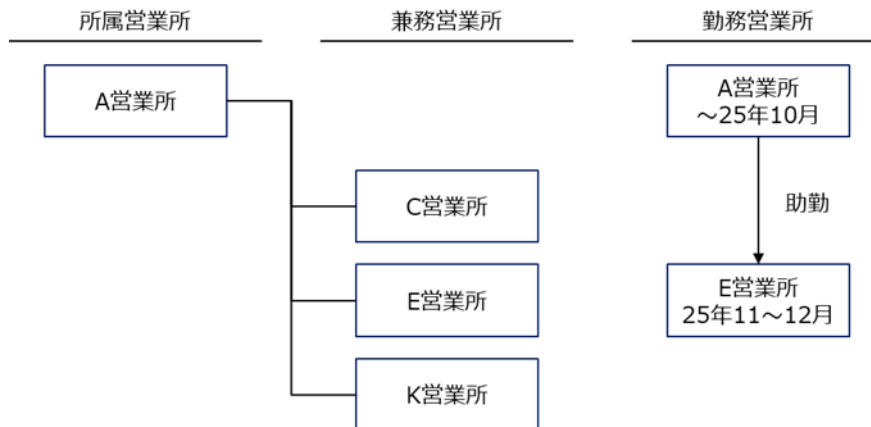 所属営業所
兼務営業所
勤務営業所
A営業所
A営業所
～25年10月
C営業所
助勤
E営業所
E営業所
25年11～12月
K営業所